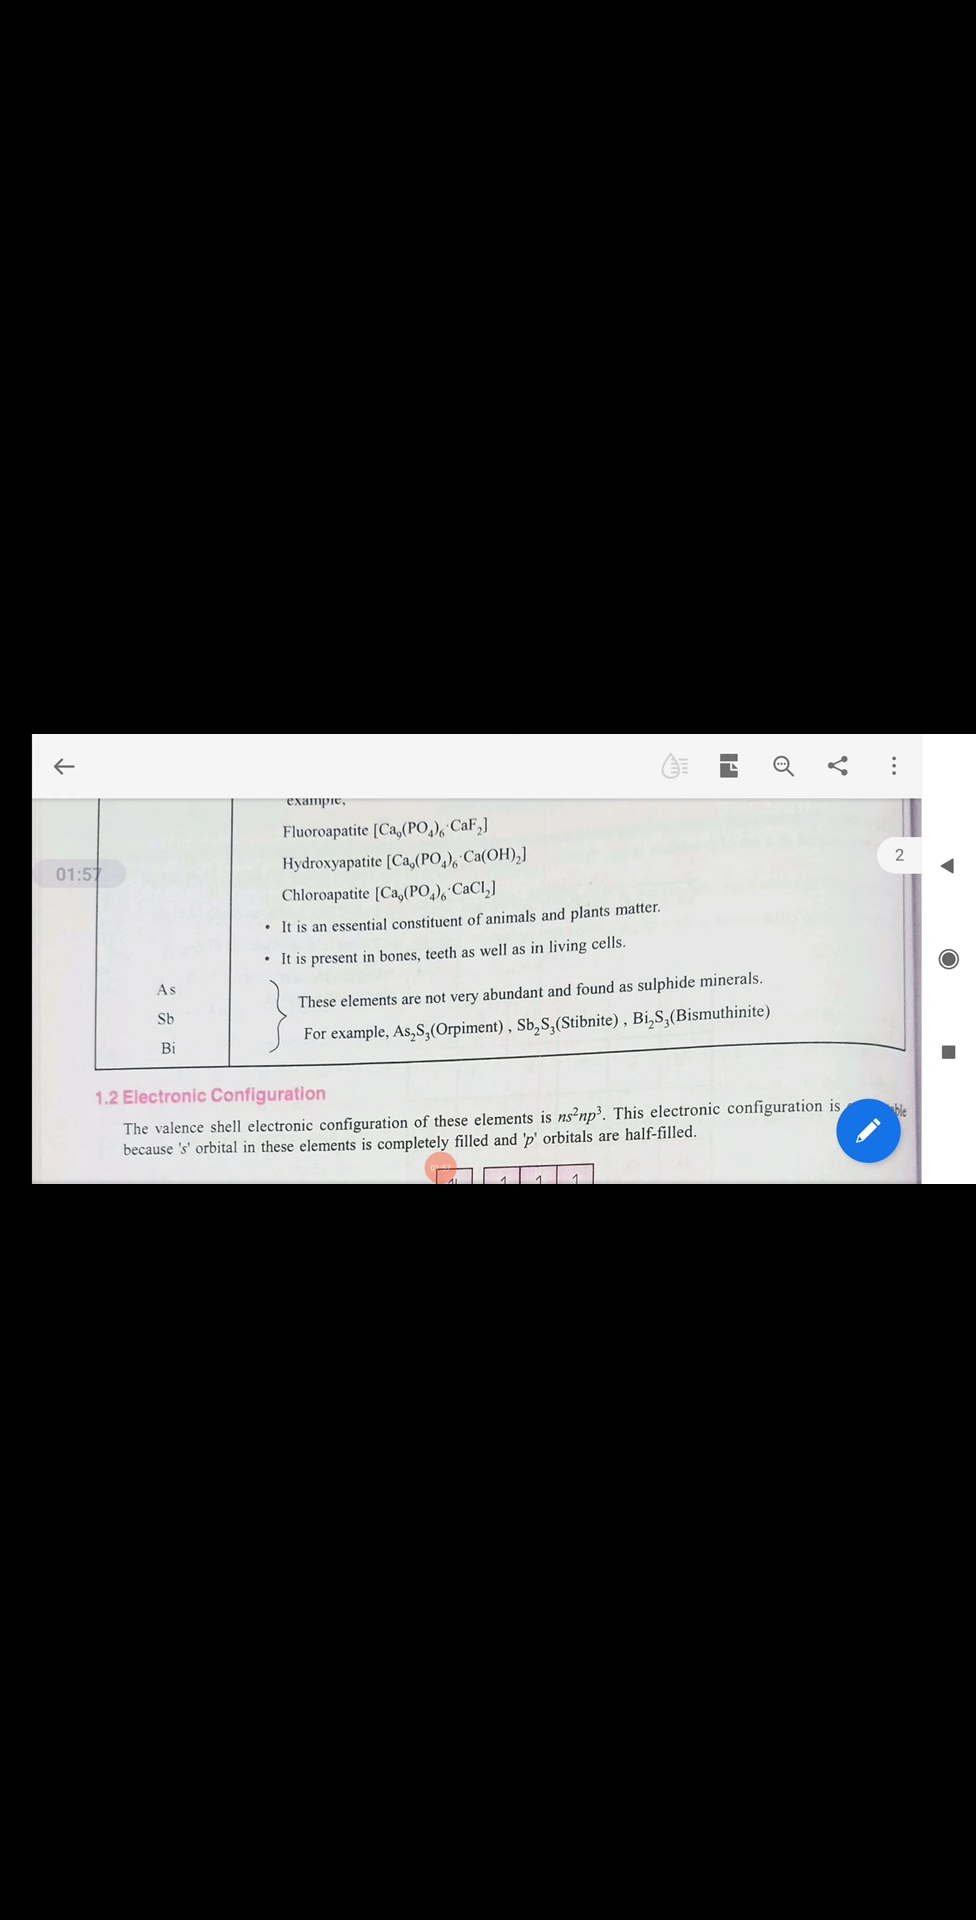 example,
Fluoroapatite [Ca₉(PO₄)₆·CaF₂]
2
Hydroxyapatite [Ca₉(PO₄)₆·Ca(OH)₂]
01:57
Chloroapatite [Ca₉(PO₄)₆·CaCl₂]
• It is an essential constituent of animals and plants matter.
• It is present in bones, teeth as well as in living cells.
As
These elements are not very abundant and found as sulphide minerals.
Sb
For example, As₂S₃(Orpiment) , Sb₂S₃(Stibnite) , Bi₂S₃(Bismuthinite)
Bi
1.2 Electronic Configuration
The valence shell electronic configuration of these elements is ns²np³. This electronic configuration is
because 's' orbital in these elements is completely filled and 'p' orbitals are half-filled.